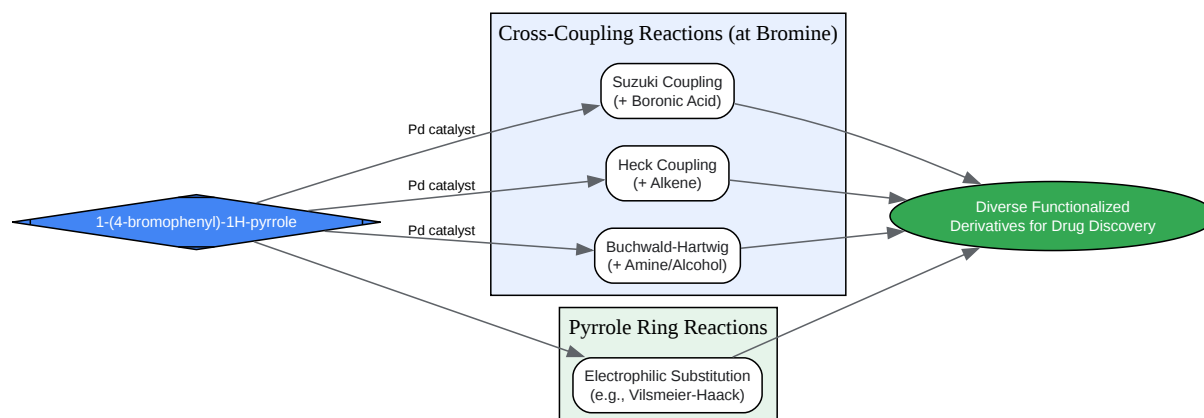 Cross-Coupling Reactions (at Bromine)
Suzuki Coupling
(+ Boronic Acid)
Pd catalyst
Heck Coupling
(+ Alkene)
Pd catalyst
1-(4-bromophenyl)-1H-pyrrole
Pd catalyst
Buchwald-Hartwig
(+ Amine/Alcohol)
Diverse Functionalized
Derivatives for Drug Discovery
Pyrrole Ring Reactions
Electrophilic Substitution
(e.g., Vilsmeier-Haack)